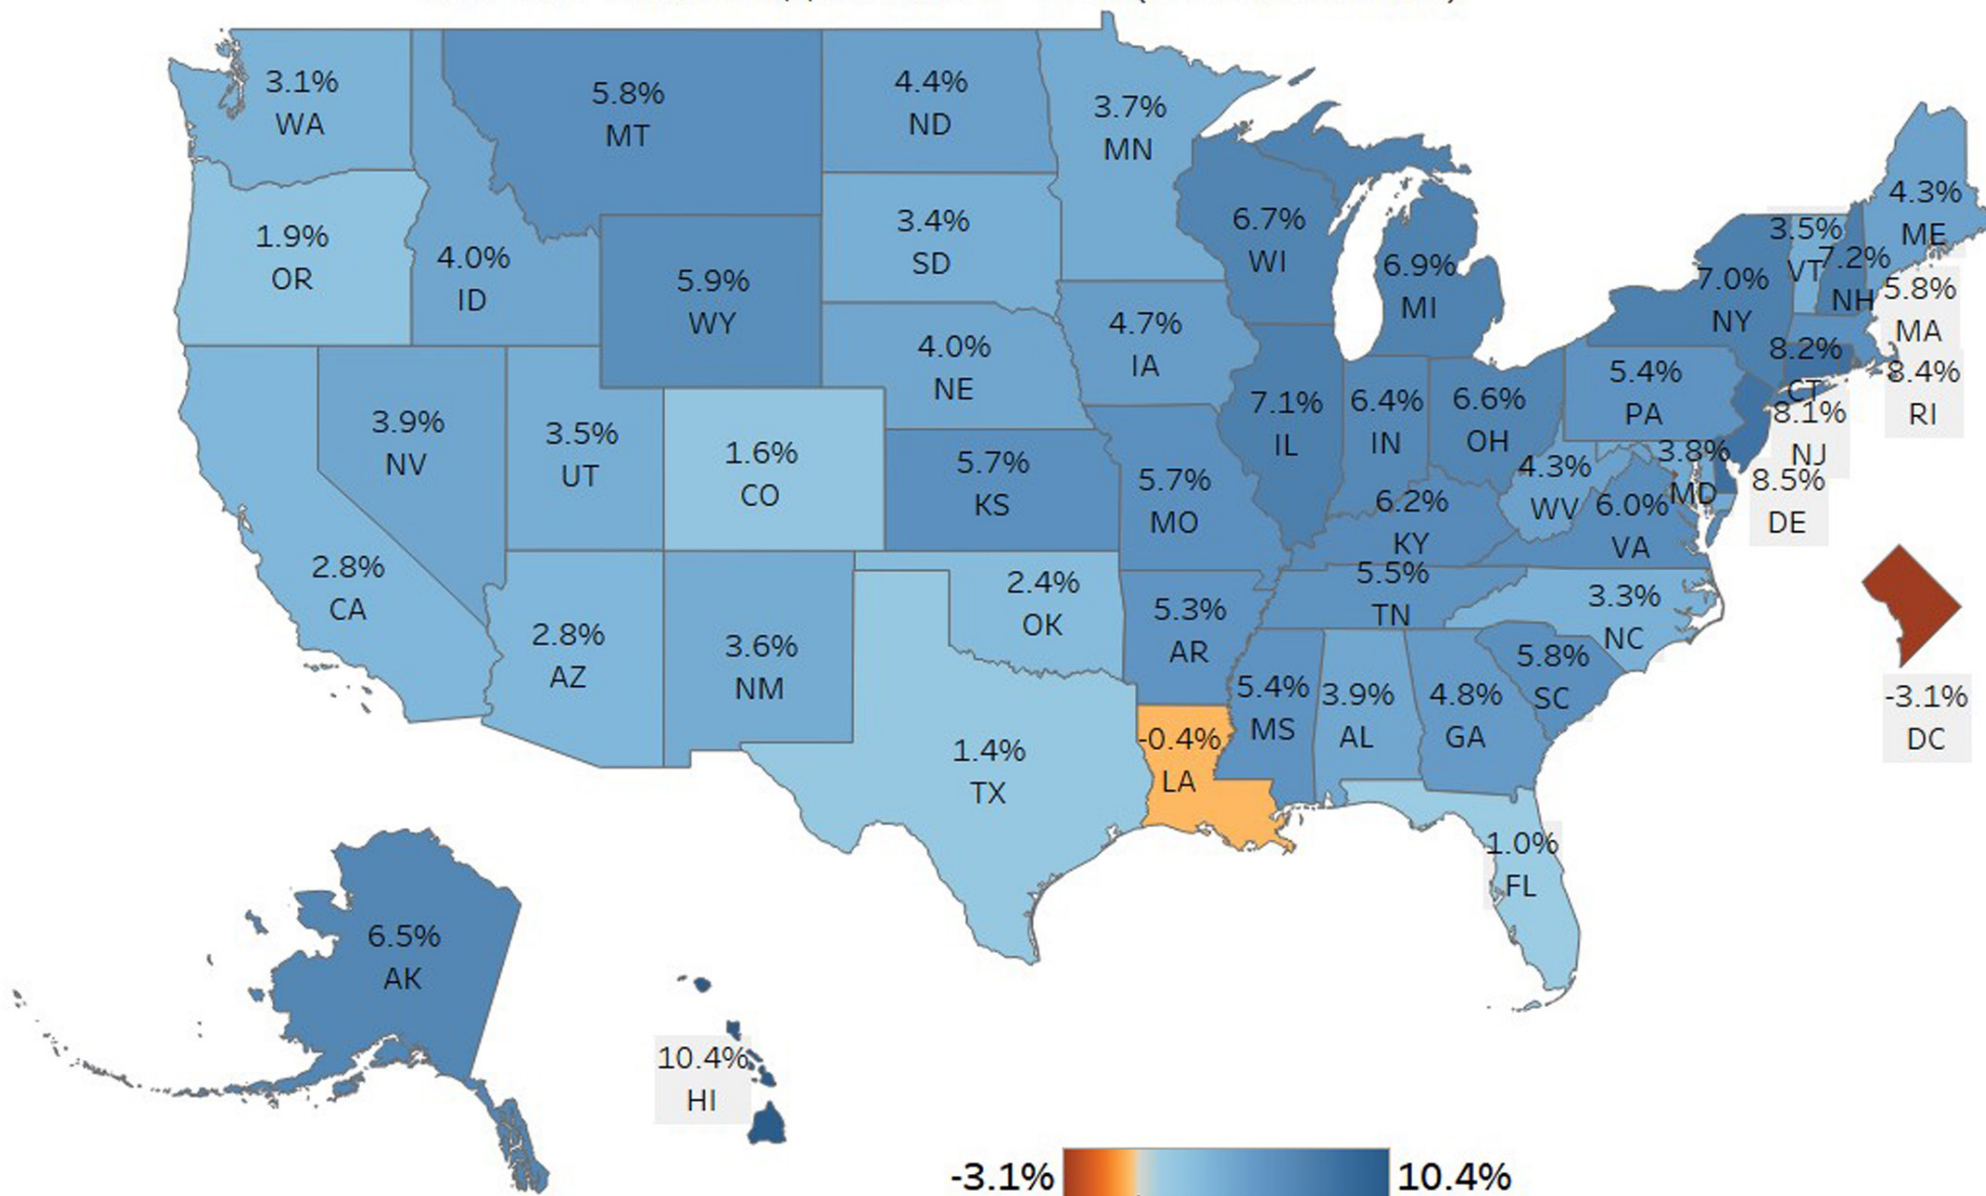 3.1%
WA
5.8%
MT
4.4%
ND
3.7%
MN
1.9%
OR
4.0%
ID
5.9%
WY
3.4%
SD
6.7%
WI
6.9%
MI
4.3%
ME
3.5%
VT
7.2%
NH
7.0%
NY
5.8%
MA
8.2%
CT
8.4%
RI
3.9%
NV
3.5%
UT
1.6%
CO
4.0%
NE
4.7%
IA
7.1%
IL
6.4%
IN
6.6%
OH
5.4%
PA
8.1%
NJ
3.8%
MD
8.5%
DE
4.3%
WV
6.0%
VA
5.7%
KS
5.7%
MO
6.2%
KY
2.8%
CA
2.8%
AZ
3.6%
NM
2.4%
OK
5.3%
AR
5.5%
TN
3.3%
NC
5.8%
SC
1.4%
TX
-0.4%
LA
5.4%
MS
3.9%
AL
4.8%
GA
-3.1%
DC
1.0%
FL
6.5%
AK
10.4%
HI
-3.1%
10.4%